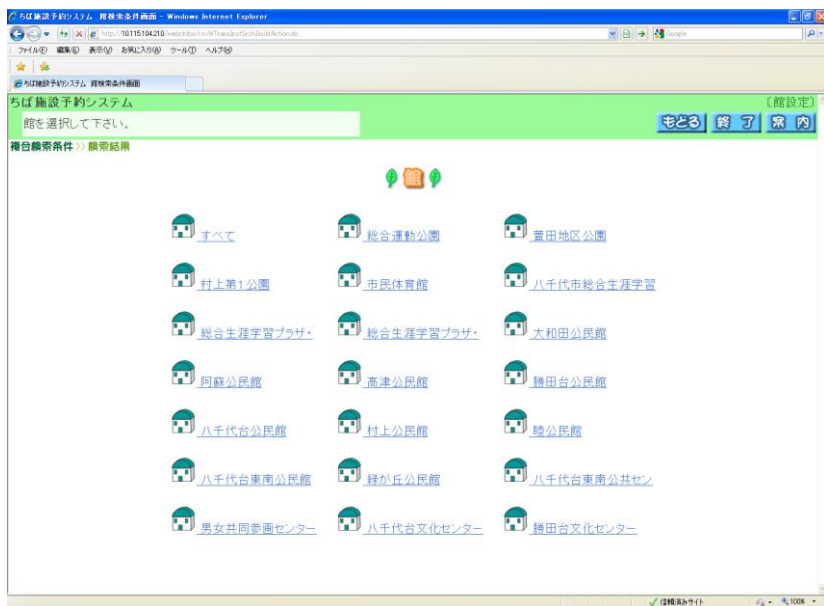 ちば施設予約システム 館検索条件画面 - Windows Internet Explorer
http://10.115.184.210/webchiba/rsvWTransInstSrchBuildAction.do
Google
ファイル(F) 編集(E) 表示(V) お気に入り(A) ツール(T) ヘルプ(H)
ちば施設予約システム 館検索条件画面
ちば施設予約システム 〔館設定〕
館を選択して下さい。 もどる 終了 案内
複合検索条件 》 検索結果
館
すべて 総合運動公園 萱田地区公園
村上第1公園 市民体育館 八千代市総合生涯学習
総合生涯学習プラザ・ 総合生涯学習プラザ・ 大和田公民館
阿蘇公民館 高津公民館 勝田台公民館
八千代台公民館 村上公民館 睦公民館
八千代台東南公民館 緑が丘公民館 八千代台東南公共セン
男女共同参画センター 八千代台文化センター 勝田台文化センター
信頼済みサイト 100%